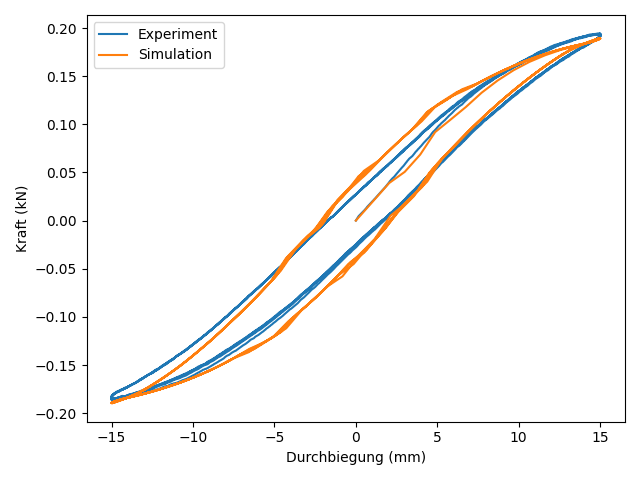 Experiment
Simulation
0.20
0.15
0.10
0.05
0.00
−0.05
−0.10
−0.15
−0.20
Kraft (kN)
−15 −10 −5 0 5 10 15
Durchbiegung (mm)